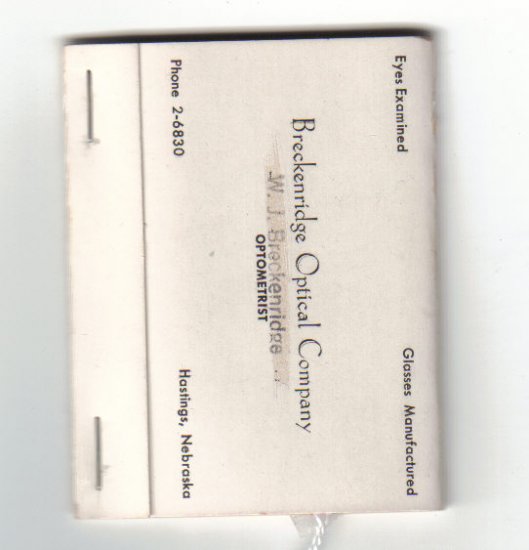 Eyes Examined Glasses Manufactured
Breckenridge Optical Company
W. J. Breckenridge
OPTOMETRIST
Phone 2-6830 Hastings, Nebraska